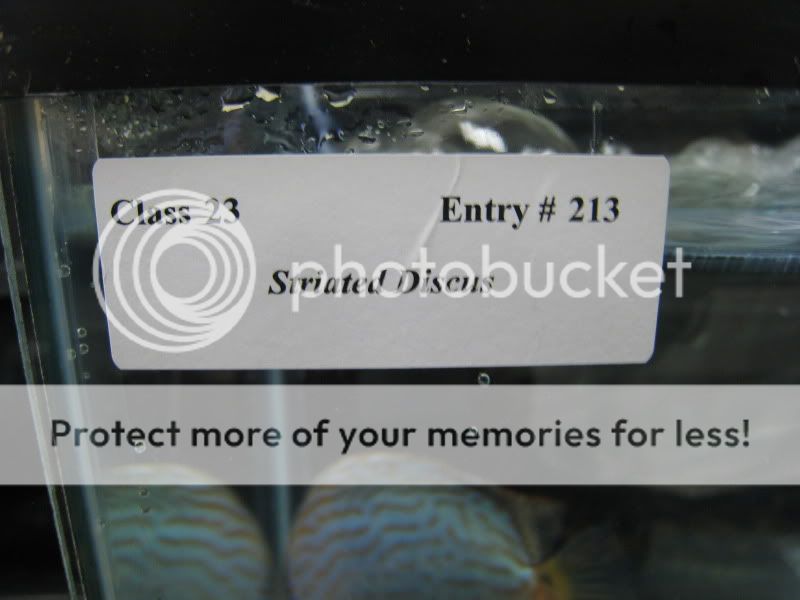 Class 23 Entry # 213
Striated Discus
photobucket
Protect more of your memories for less!